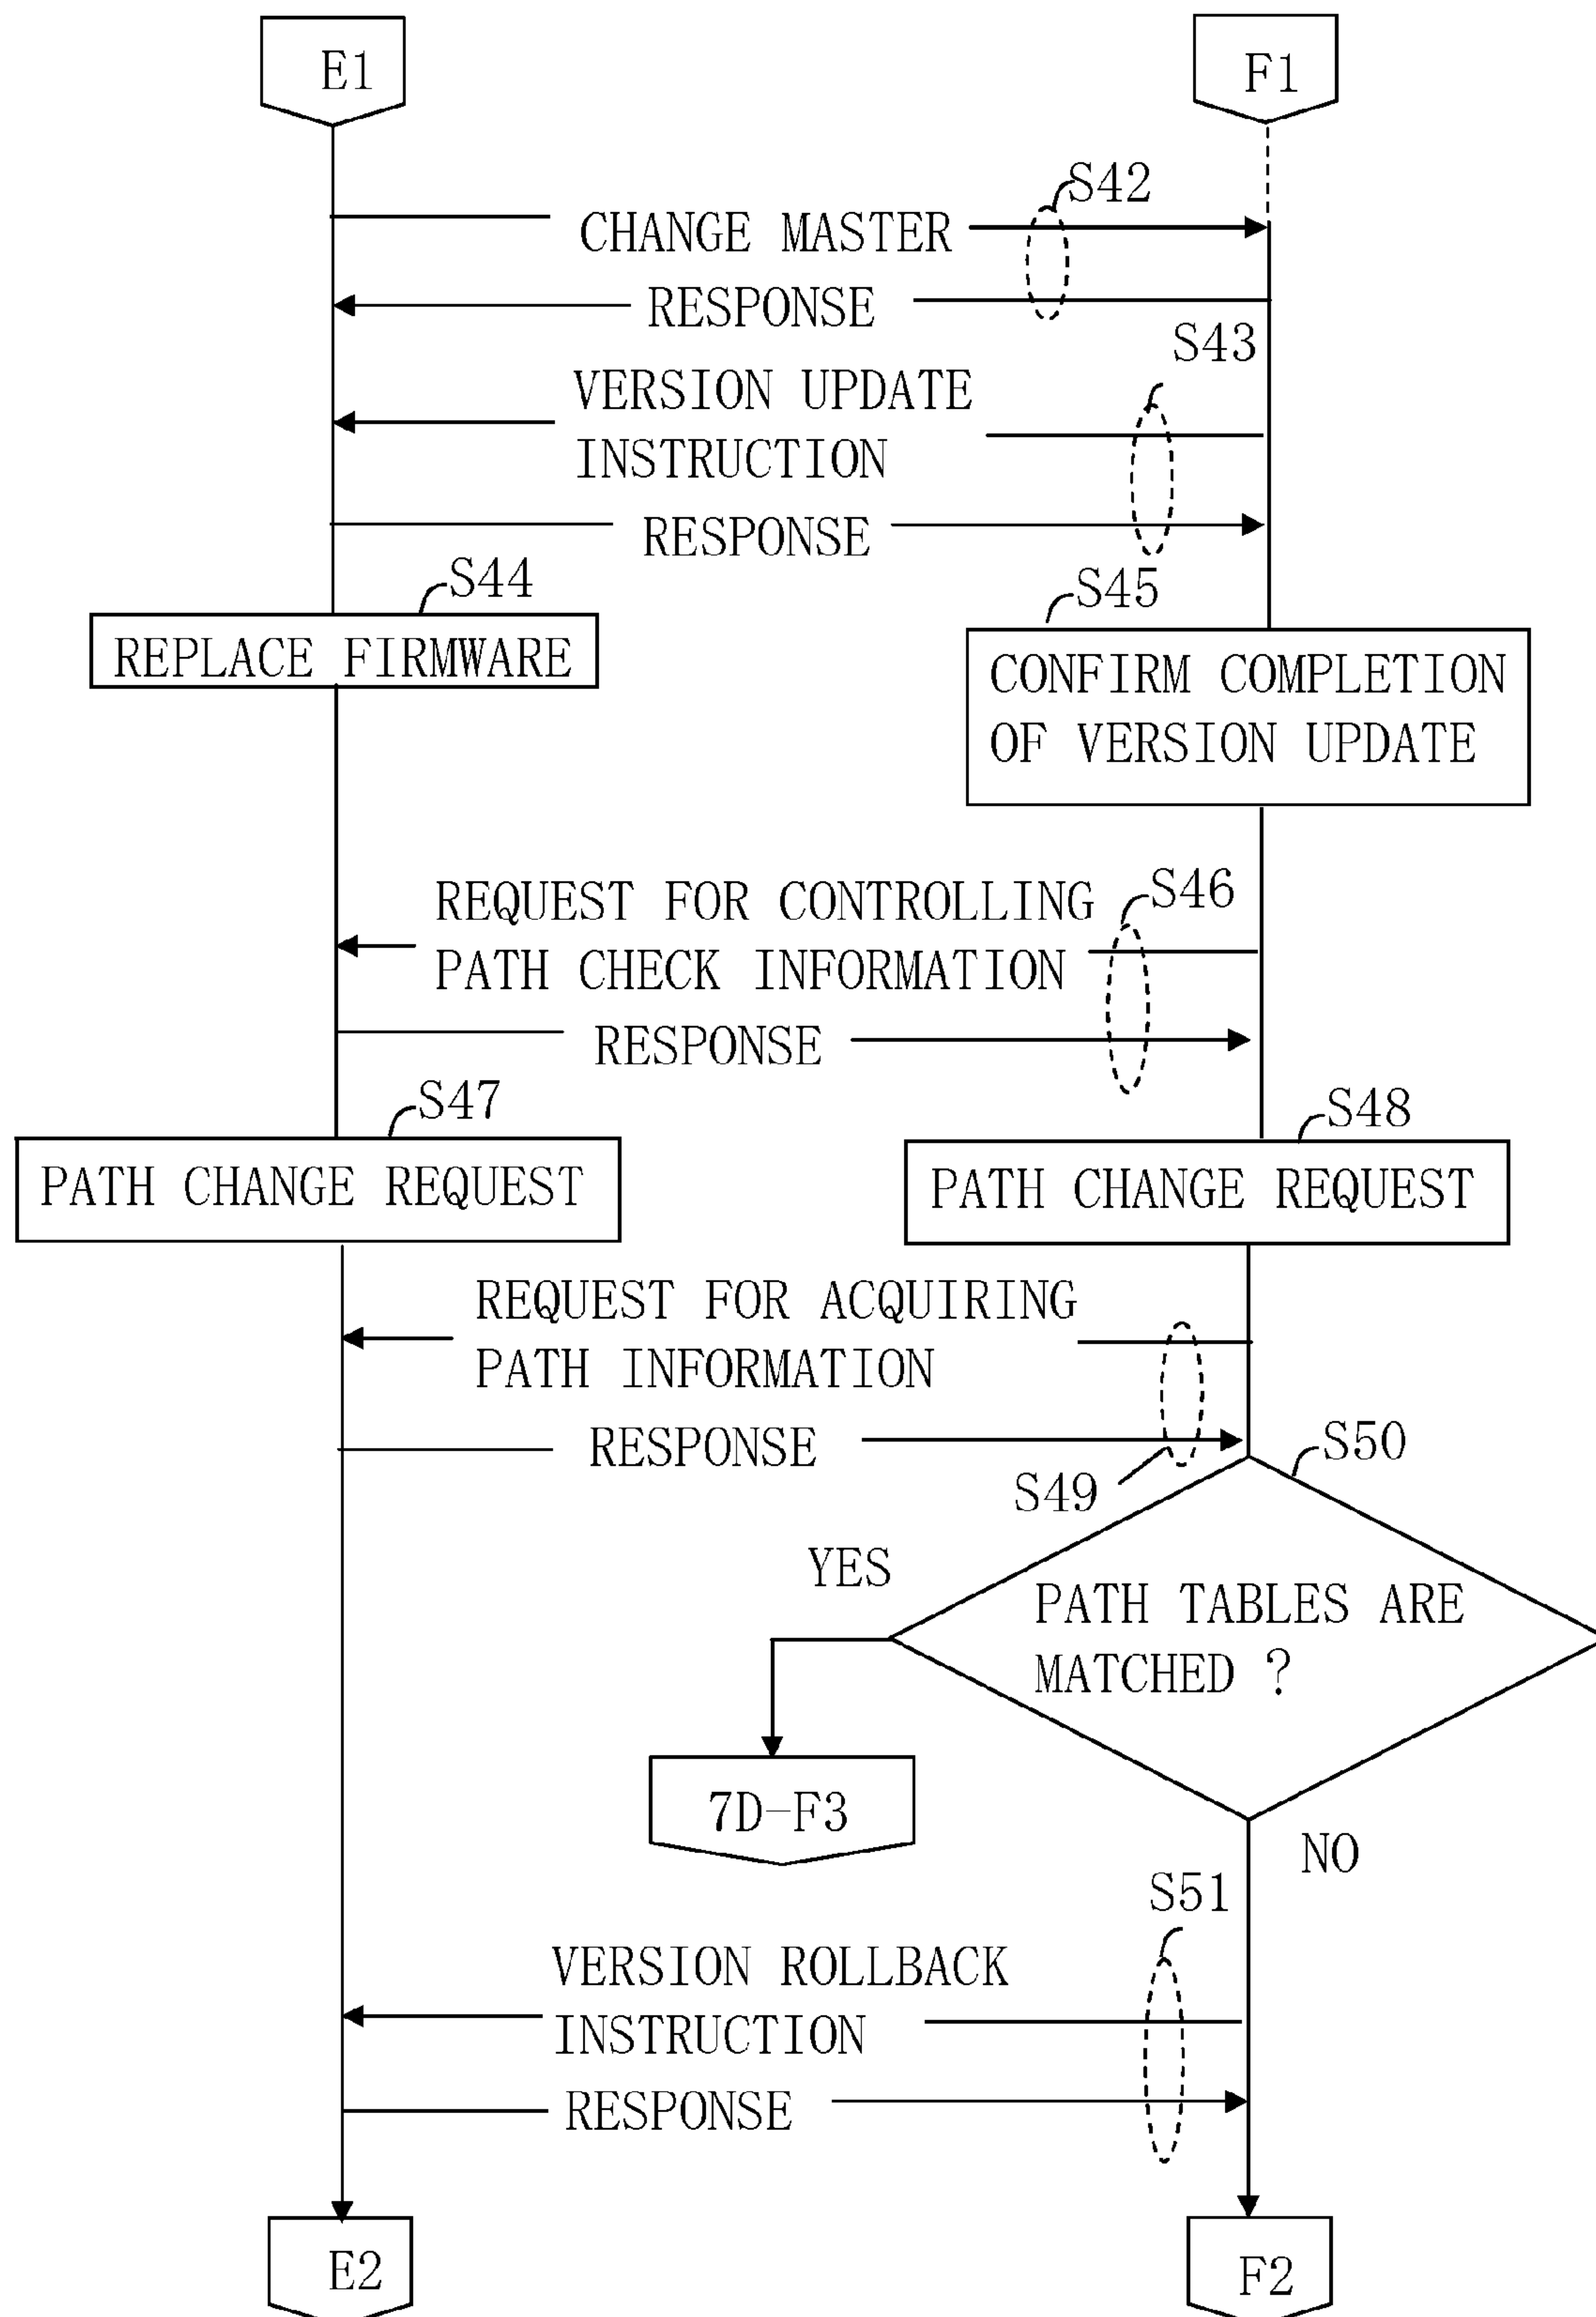 E1
F1
S42
CHANGE MASTER
RESPONSE
S43
VERSION UPDATE
INSTRUCTION
RESPONSE
S44
S45
REPLACE FIRMWARE
CONFIRM COMPLETION
OF VERSION UPDATE
S46
REQUEST FOR CONTROLLING
PATH CHECK INFORMATION
RESPONSE
S47
S48
PATH CHANGE REQUEST
PATH CHANGE REQUEST
REQUEST FOR ACQUIRING
PATH INFORMATION
RESPONSE
S49
S50
YES
PATH TABLES ARE
MATCHED ?
7D-F3
NO
S51
VERSION ROLLBACK
INSTRUCTION
RESPONSE
E2
F2